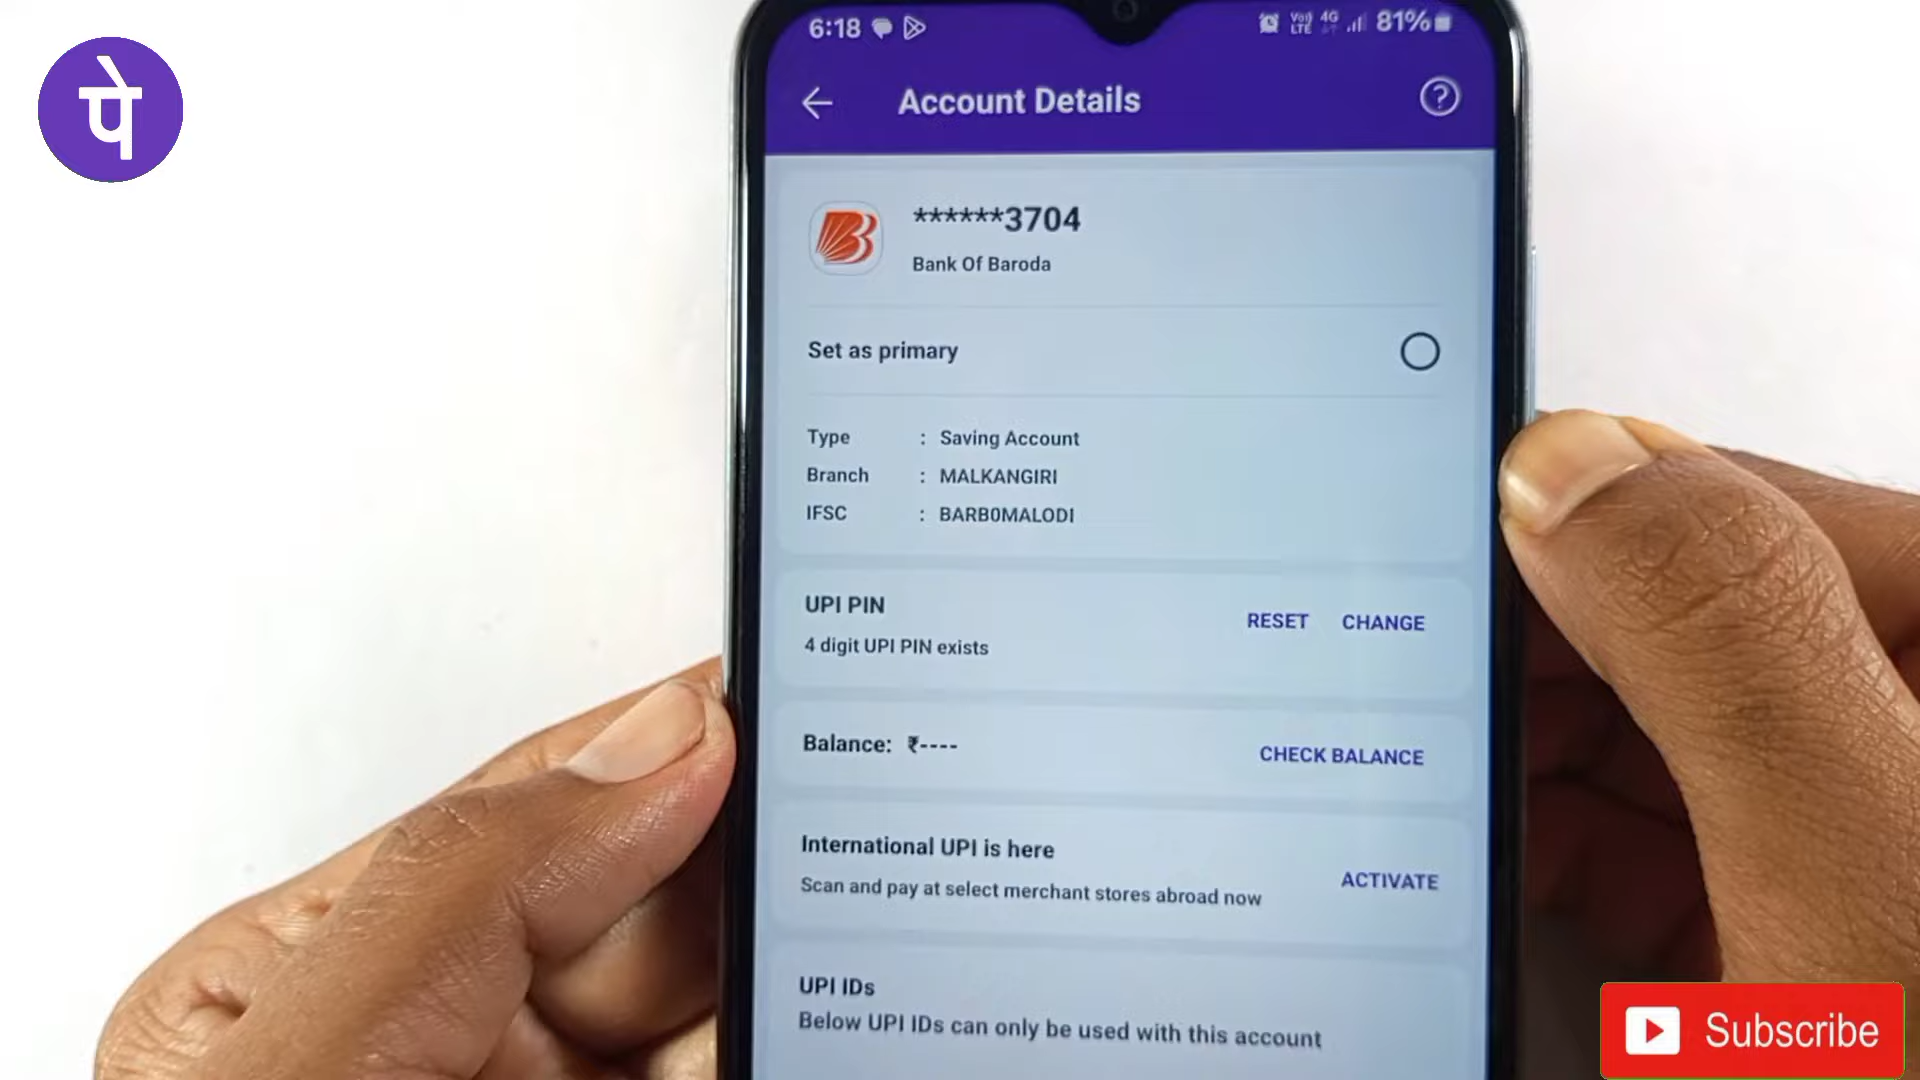 पे
6:18 Vo)) LTE 4G 81%
Account Details ?
******3704
Bank Of Baroda
Set as primary
Type : Saving Account
Branch : MALKANGIRI
IFSC : BARB0MALODI
UPI PIN
RESET CHANGE
4 digit UPI PIN exists
Balance: ₹----
CHECK BALANCE
International UPI is here
ACTIVATE
Scan and pay at select merchant stores abroad now
UPI IDs
Below UPI IDs can only be used with this account
Subscribe